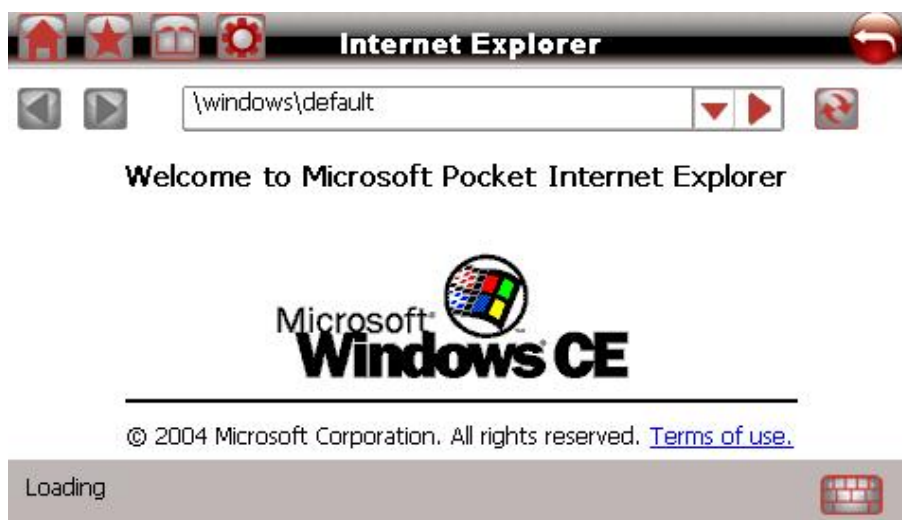 Internet Explorer
\windows\default
Welcome to Microsoft Pocket Internet Explorer
Microsoft
Windows CE
© 2004 Microsoft Corporation. All rights reserved. Terms of use.
Loading